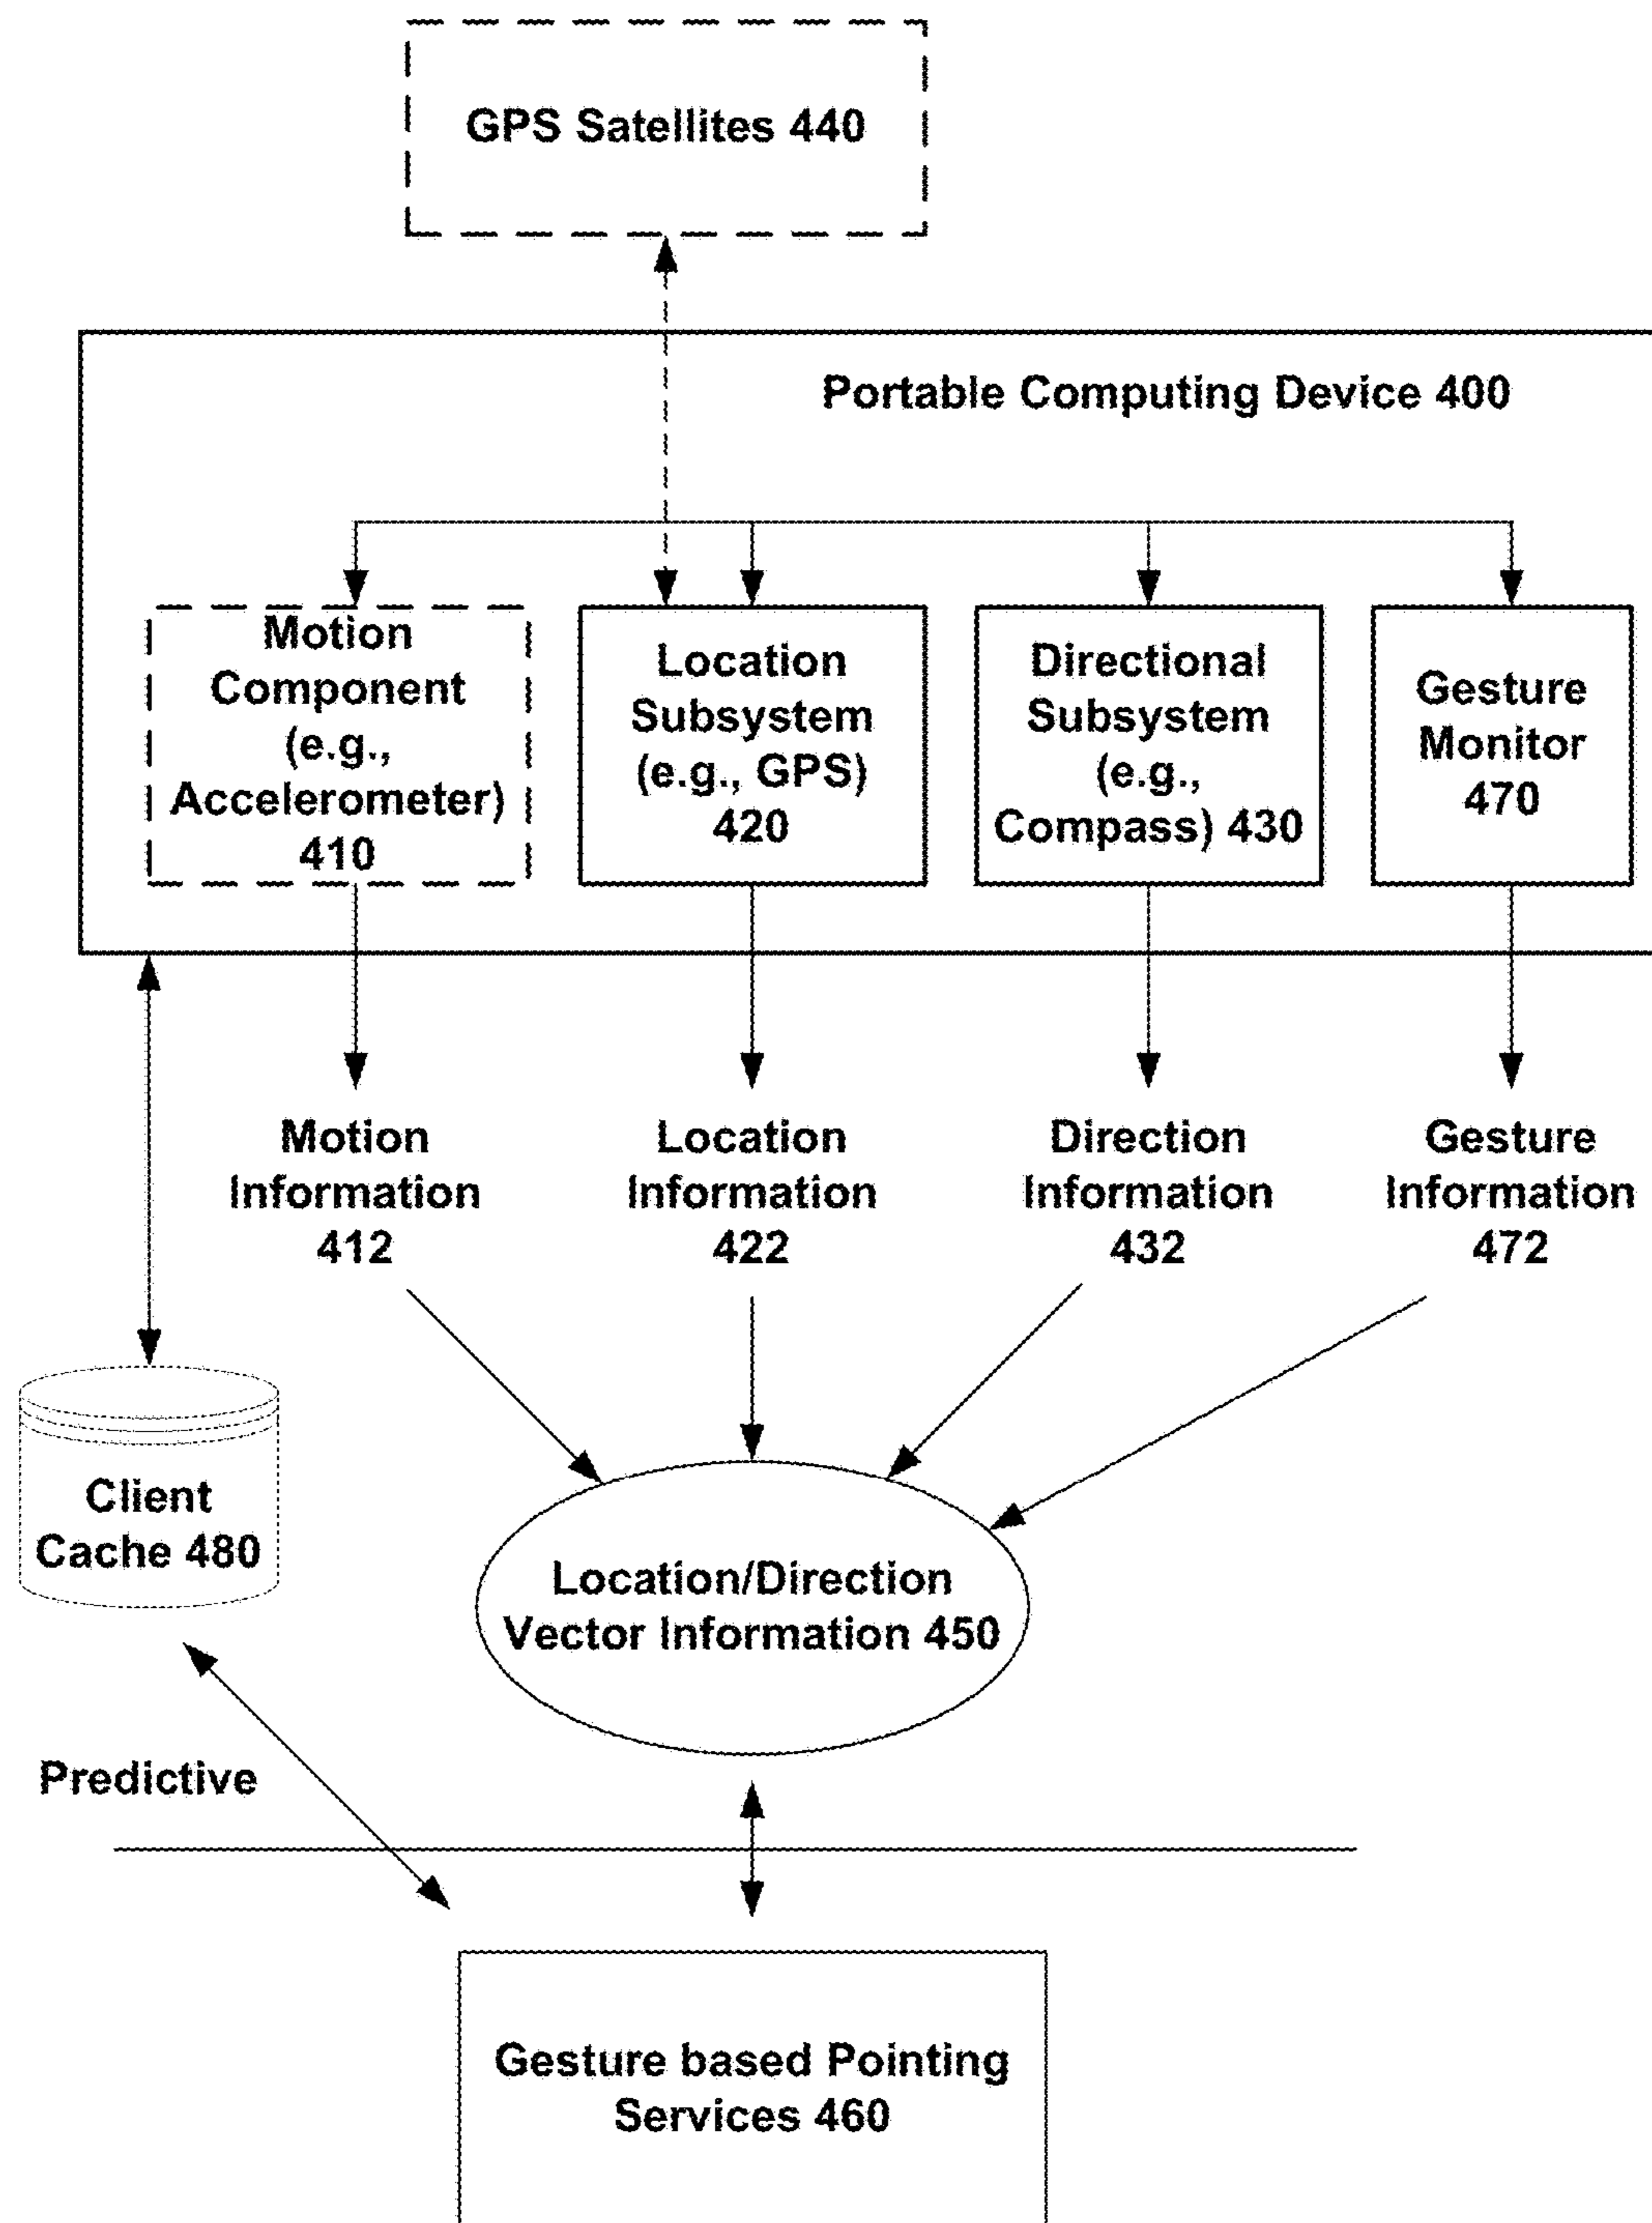 GPS Satellites 440
Portable Computing Device 400
Motion
Component
(e.g.,
Accelerometer)
410
Location
Subsystem
(e.g., GPS)
420
Directional
Subsystem
(e.g.,
Compass) 430
Gesture
Monitor
470
Motion
Information
412
Location
Information
422
Direction
Information
432
Gesture
Information
472
Client
Cache 480
Location/Direction
Vector Information 450
Predictive
Gesture based Pointing
Services 460